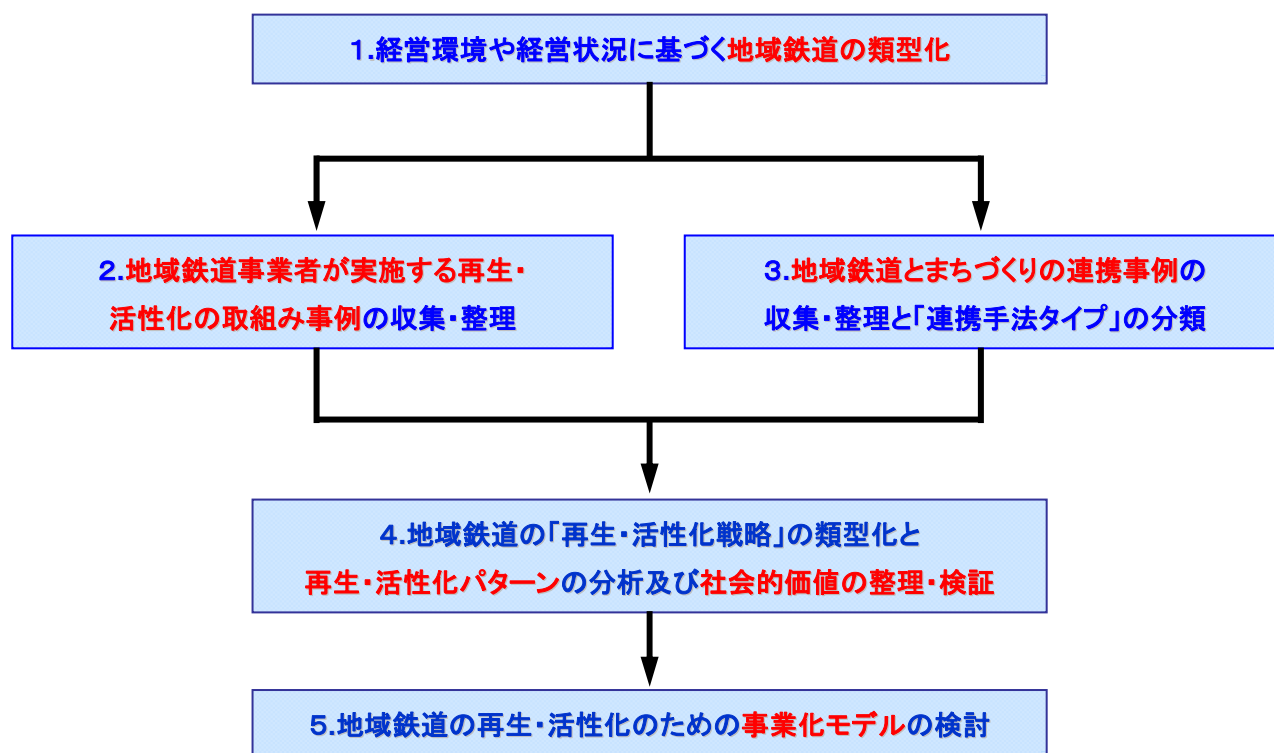 １.経営環境や経営状況に基づく地域鉄道の類型化
２.地域鉄道事業者が実施する再生・
活性化の取組み事例の収集・整理
３.地域鉄道とまちづくりの連携事例の
収集・整理と「連携手法タイプ」の分類
４.地域鉄道の「再生・活性化戦略」の類型化と
再生・活性化パターンの分析及び社会的価値の整理・検証
５.地域鉄道の再生・活性化のための事業化モデルの検討